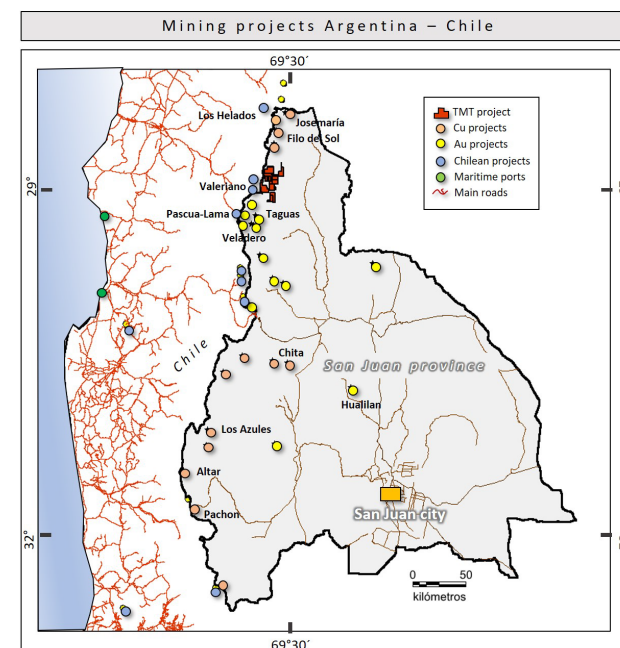 Mining projects Argentina – Chile
69°30´
Los Helados
Josemaría
Filo del Sol
TMT project
Cu projects
Au projects
Chilean projects
Maritime ports
Main roads
29°
Valeriano
Pascua-Lama
Taguas
Veladero
Chile
Chita
San Juan province
Hualilan
Los Azules
Altar
Pachon
San Juan city
32°
0 50
kilómetros
69°30´